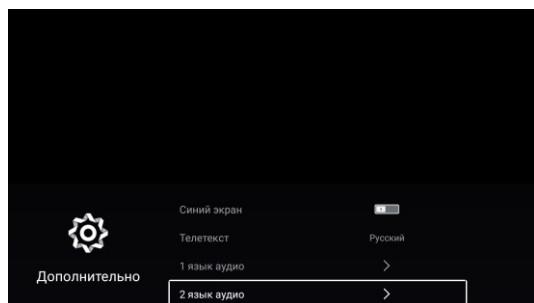 Синий экран
Телетекст Русский
1 язык аудио
Дополнительно
2 язык аудио